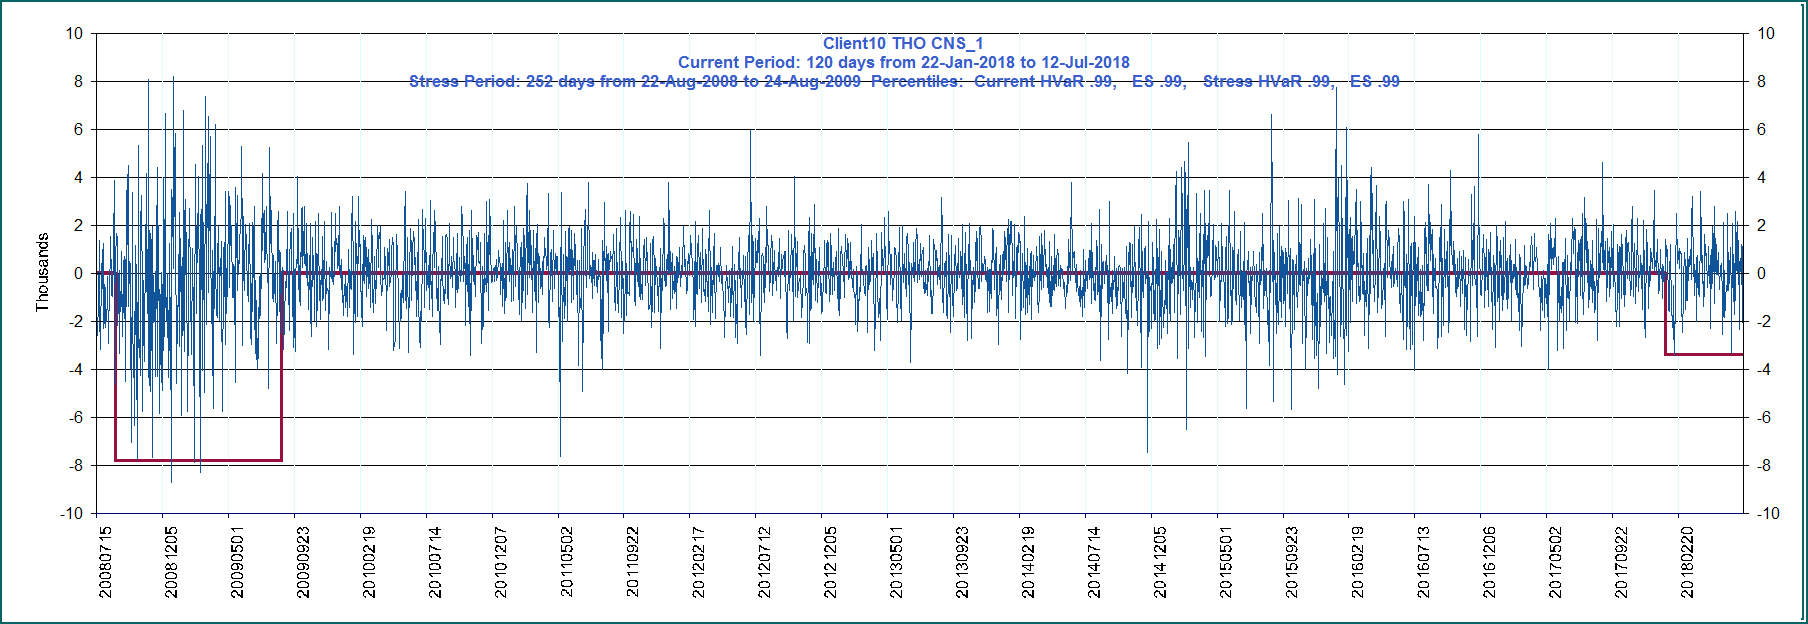 Client10 THO CNS_1
Current Period: 120 days from 22-Jan-2018 to 12-Jul-2018
Stress Period: 252 days from 22-Aug-2008 to 24-Aug-2009  Percentiles:  Current HVaR .99,   ES .99,   Stress HVaR .99,   ES .99
10 10
8 8
6 6
4 4
2 2
0 0
-2 -2
-4 -4
-6 -6
-8 -8
-10 -10
Thousands
20080715 20081205 20090501 20090923 20100219 20100714 20101207 20110502 20110922 20120217 20120712 20121205 20130501 20130923 20140219 20140714 20141205 20150501 20150923 20160219 20160713 20161206 20170502 20170922 20180220